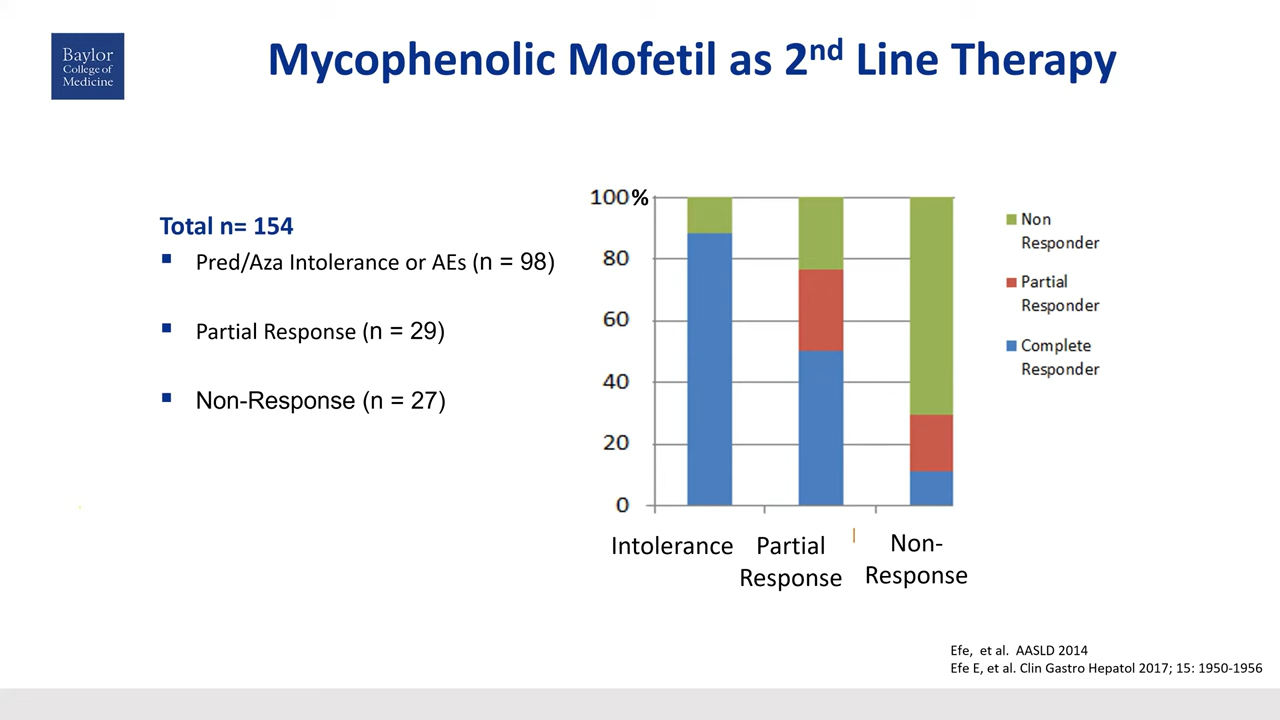 Baylor
College of
Medicine
Mycophenolic Mofetil as 2nd Line Therapy
Total n= 154
▪ Pred/Aza Intolerance or AEs (n = 98)
▪ Partial Response (n = 29)
▪ Non-Response (n = 27)
100%
80
60
40
20
0
Intolerance
Partial
Response
Non-
Response
Non
Responder
Partial
Responder
Complete
Responder
Efe, et al. AASLD 2014
Efe E, et al. Clin Gastro Hepatol 2017; 15: 1950-1956